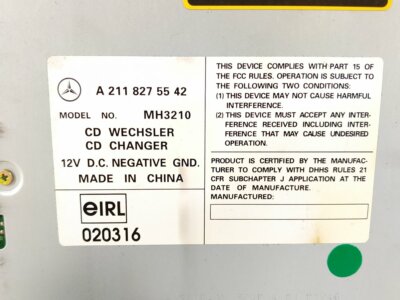 A 211 827 55 42
MODEL NO. MH3210
CD WECHSLER
CD CHANGER
12V D.C. NEGATIVE GND.
MADE IN CHINA
eIRL
020316
THIS DEVICE COMPLIES WITH PART 15 OF
THE FCC RULES. OPERATION IS SUBJECT TO
THE FOLLOWING TWO CONDITIONS:
(1) THIS DEVICE MAY NOT CAUSE HARMFUL
INTERFERENCE.
(2) THIS DEVICE MUST ACCEPT ANY INTER-
FERENCE RECEIVED INCLUDING INTER-
FERENCE THAT MAY CAUSE UNDESIRED
OPERATION.
PRODUCT IS CERTIFIED BY THE MANUFAC-
TURER TO COMPLY WITH DHHS RULES 21
CFR SUBCHAPTER J APPLICATION AT THE
DATE OF MANUFACTURE.
MANUFACTURED: